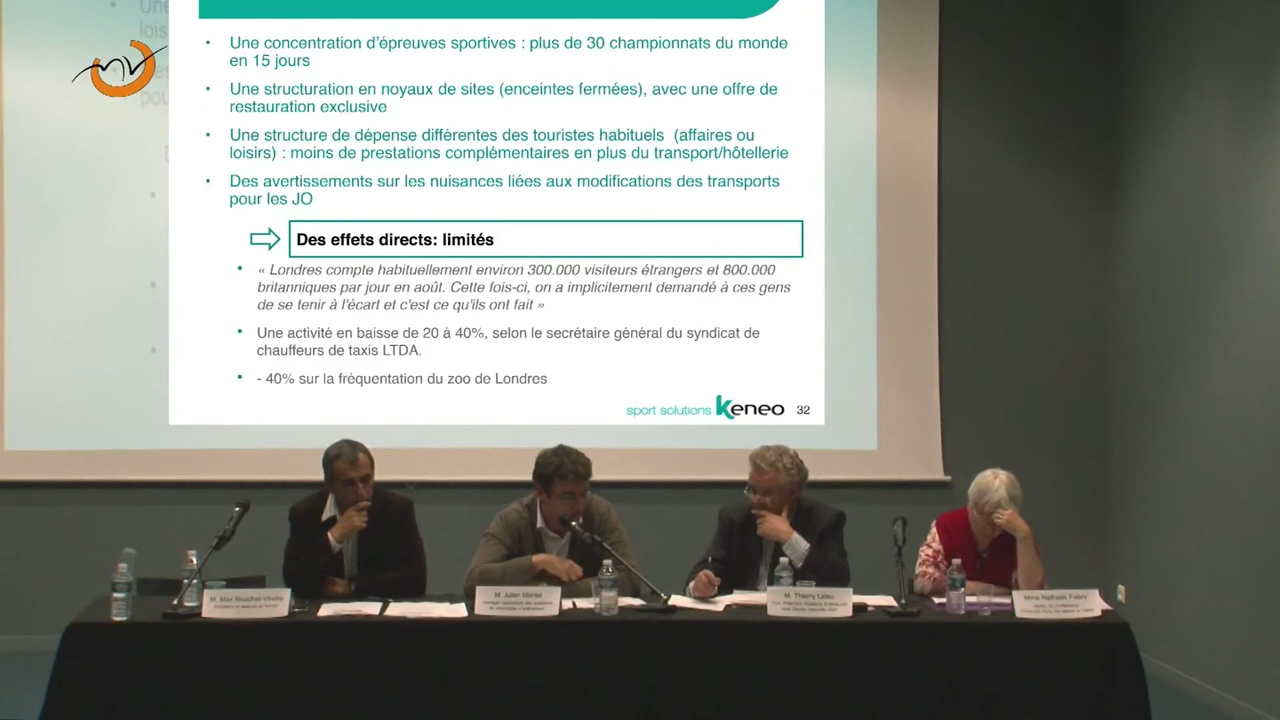 Une
lois
pou
• Une concentration d'épreuves sportives : plus de 30 championnats du monde
en 15 jours
• Une structuration en noyaux de sites (enceintes fermées), avec une offre de
restauration exclusive
• Une structure de dépense différentes des touristes habituels (affaires ou
loisirs) : moins de prestations complémentaires en plus du transport/hôtellerie
• Des avertissements sur les nuisances liées aux modifications des transports
pour les JO
Des effets directs: limités
• « Londres compte habituellement environ 300.000 visiteurs étrangers et 800.000
britanniques par jour en août. Cette fois-ci, on a implicitement demandé à ces gens
de se tenir à l'écart et c'est ce qu'ils ont fait »
• Une activité en baisse de 20 à 40%, selon le secrétaire général du syndicat de
chauffeurs de taxis LTDA.
• - 40% sur la fréquentation du zoo de Londres
sport solutions keneo 32
M. Julien Moriel
M. Thierry Leleu
Mme Nathalie Fabry